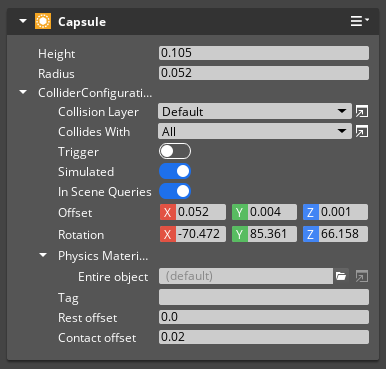 Capsule
Height 0.105
Radius 0.052
ColliderConfigurati...
Collision Layer Default
Collides With All
Trigger
Simulated
In Scene Queries
Offset X 0.052 Y 0.004 Z 0.001
Rotation X -70.472 Y 85.361 Z 66.158
Physics Materi...
Entire object (default)
Tag
Rest offset 0.0
Contact offset 0.02